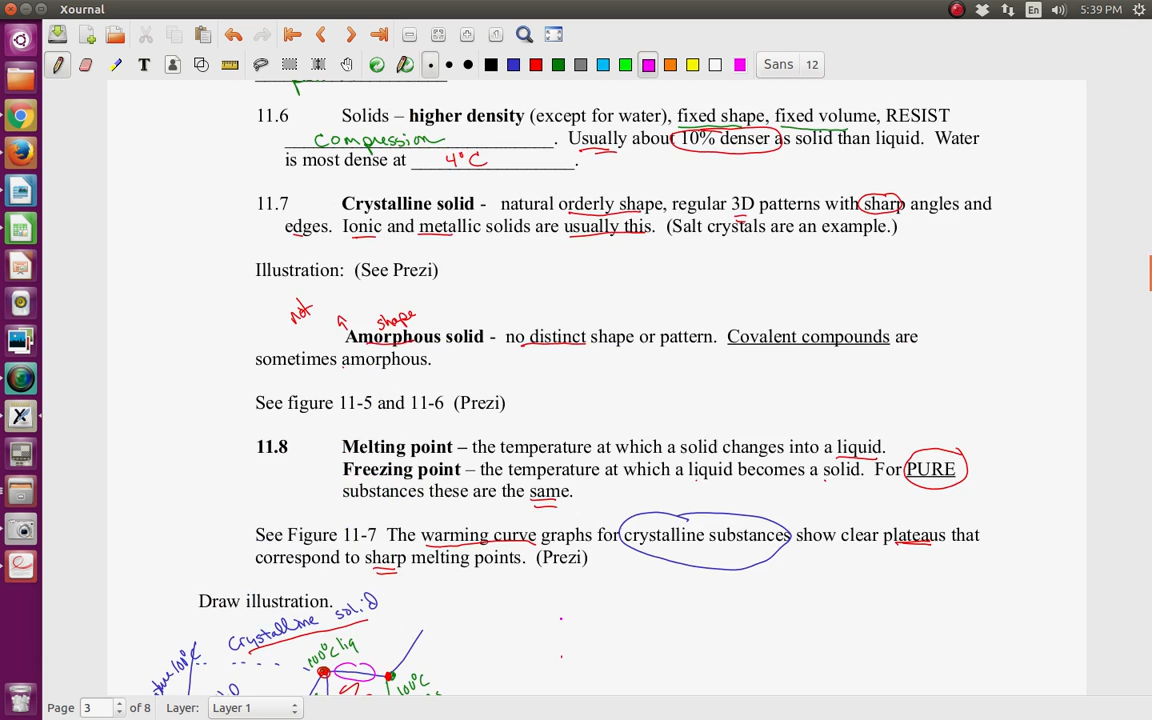 Xournal
En
5:39 PM
T
Sans 12
11.6 Solids – higher density (except for water), fixed shape, fixed volume, RESIST
compression. Usually about 10% denser as solid than liquid. Water
is most dense at 4°C.
11.7 Crystalline solid - natural orderly shape, regular 3D patterns with sharp angles and
edges. Ionic and metallic solids are usually this. (Salt crystals are an example.)
Illustration: (See Prezi)
not shape
Amorphous solid - no distinct shape or pattern. Covalent compounds are
sometimes amorphous.
See figure 11-5 and 11-6 (Prezi)
11.8 Melting point – the temperature at which a solid changes into a liquid.
Freezing point – the temperature at which a liquid becomes a solid. For PURE
substances these are the same.
See Figure 11-7 The warming curve graphs for crystalline substances show clear plateaus that
correspond to sharp melting points. (Prezi)
Draw illustration.
crystalline solid
100°C liq
100°C
100°C
Page 3 of 8 Layer: Layer 1